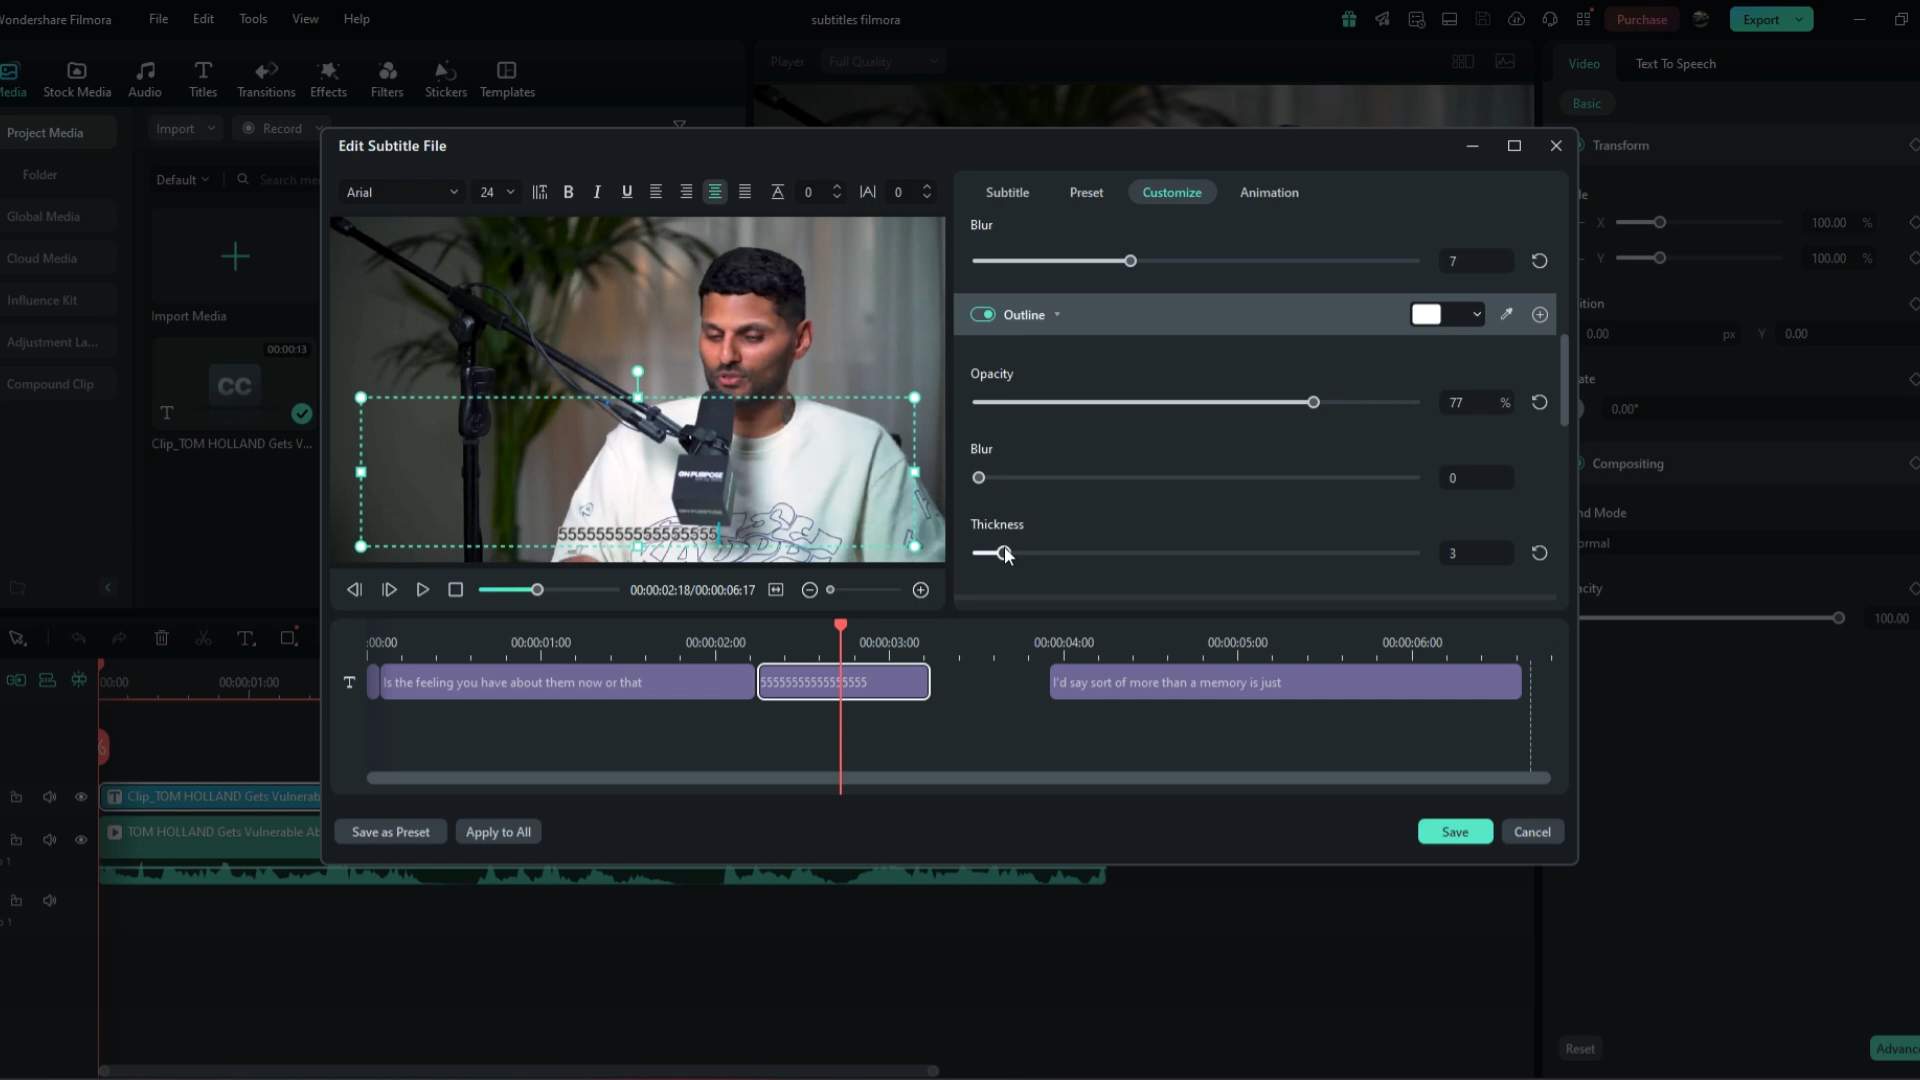 Wondershare Filmora
File
Edit
Tools
View
Help
subtitles filmora
Purchase
Export
Media
Stock Media
Audio
Titles
Transitions
Effects
Filters
Stickers
Templates
Player
Full Quality
Video
Text To Speech
Project Media
Import
Record
Basic
Folder
Default
Search me
Global Media
Cloud Media
Influence Kit
Adjustment La...
Compound Clip
Import Media
00:00:13
CC
T
Clip_TOM HOLLAND Gets V...
Edit Subtitle File
Arial
24
B
I
U
0
0
Subtitle
Preset
Customize
Animation
Blur
7
Outline
Opacity
77 %
Blur
0
Thickness
3
ON PURPOSE
55555555555555555
00:00:02:18/00:00:06:17
:00:00
00:00:01:00
00:00:02:00
00:00:03:00
00:00:04:00
00:00:05:00
00:00:06:00
T
Is the feeling you have about them now or that
55555555555555555
I'd say sort of more than a memory is just
Save as Preset
Apply to All
Save
Cancel
Transform
le
X
100.00 %
Y
100.00 %
ition
0.00 px Y 0.00
ate
0.00°
Compositing
nd Mode
ormal
city
100.00
:00:00
00:00:01:00
Clip_TOM HOLLAND Gets Vulnerab
TOM HOLLAND Gets Vulnerable Ab
Reset
Advanc